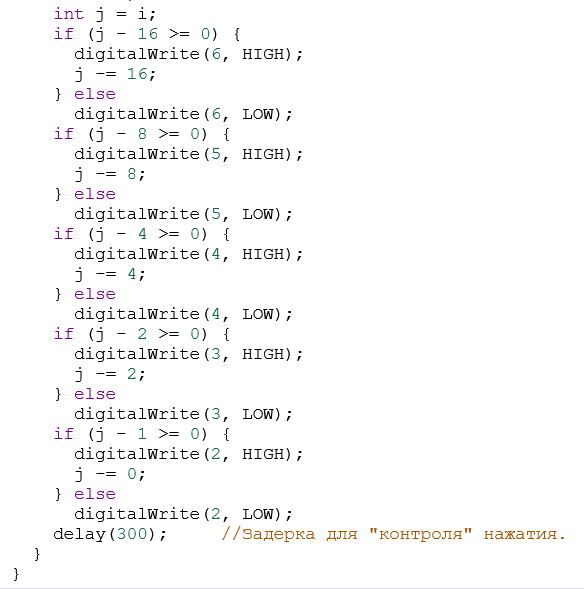 int j = i;
if (j - 16 >= 0) {
digitalWrite(6, HIGH);
j -= 16;
} else
digitalWrite(6, LOW);
if (j - 8 >= 0) {
digitalWrite(5, HIGH);
j -= 8;
} else
digitalWrite(5, LOW);
if (j - 4 >= 0) {
digitalWrite(4, HIGH);
j -= 4;
} else
digitalWrite(4, LOW);
if (j - 2 >= 0) {
digitalWrite(3, HIGH);
j -= 2;
} else
digitalWrite(3, LOW);
if (j - 1 >= 0) {
digitalWrite(2, HIGH);
j -= 0;
} else
digitalWrite(2, LOW);
delay(300); //Задерка для "контроля" нажатия.
}
}